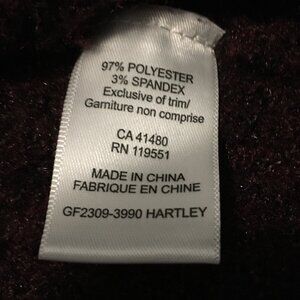 97% POLYESTER
3% SPANDEX
Exclusive of trim/
Garniture non comprise
CA 41480
RN 119551
MADE IN CHINA
FABRIQUE EN CHINE
GF2309-3990 HARTLEY